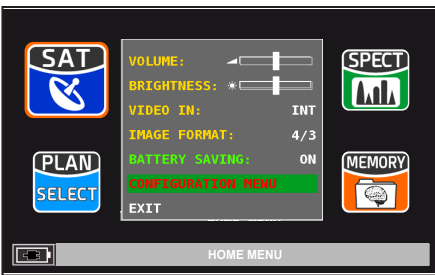 SAT
SPECT
PLAN
SELECT
MEMORY
VOLUME:
BRIGHTNESS:
VIDEO IN: INT
IMAGE FORMAT: 4/3
BATTERY SAVING: ON
CONFIGURATION MENU
EXIT
HOME MENU